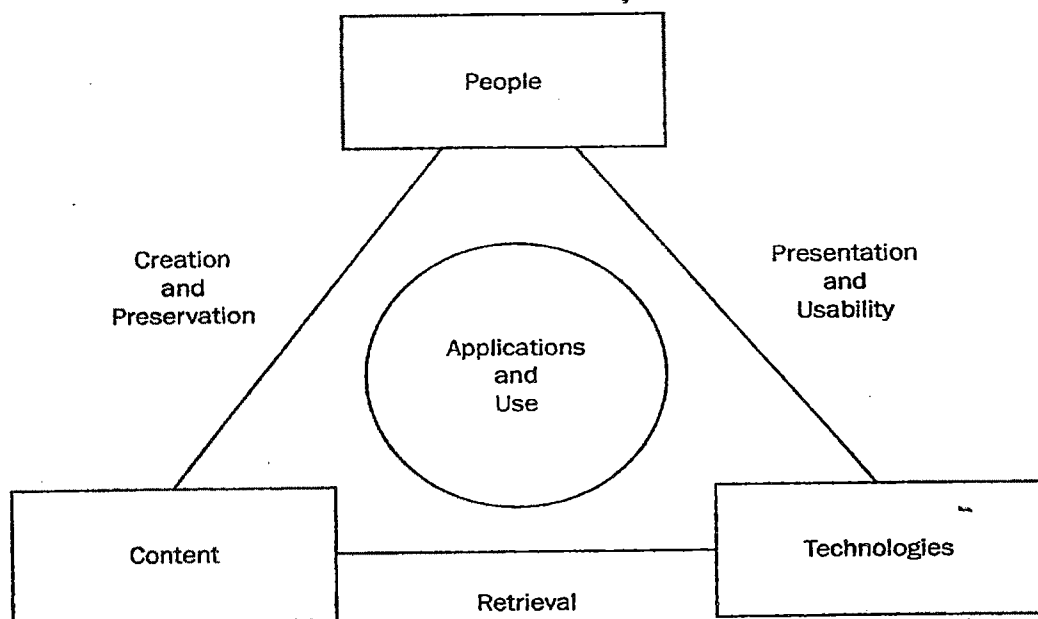 People
Creation
and
Preservation
Presentation
and
Usability
Applications
and
Use
Content
Technologies
Retrieval